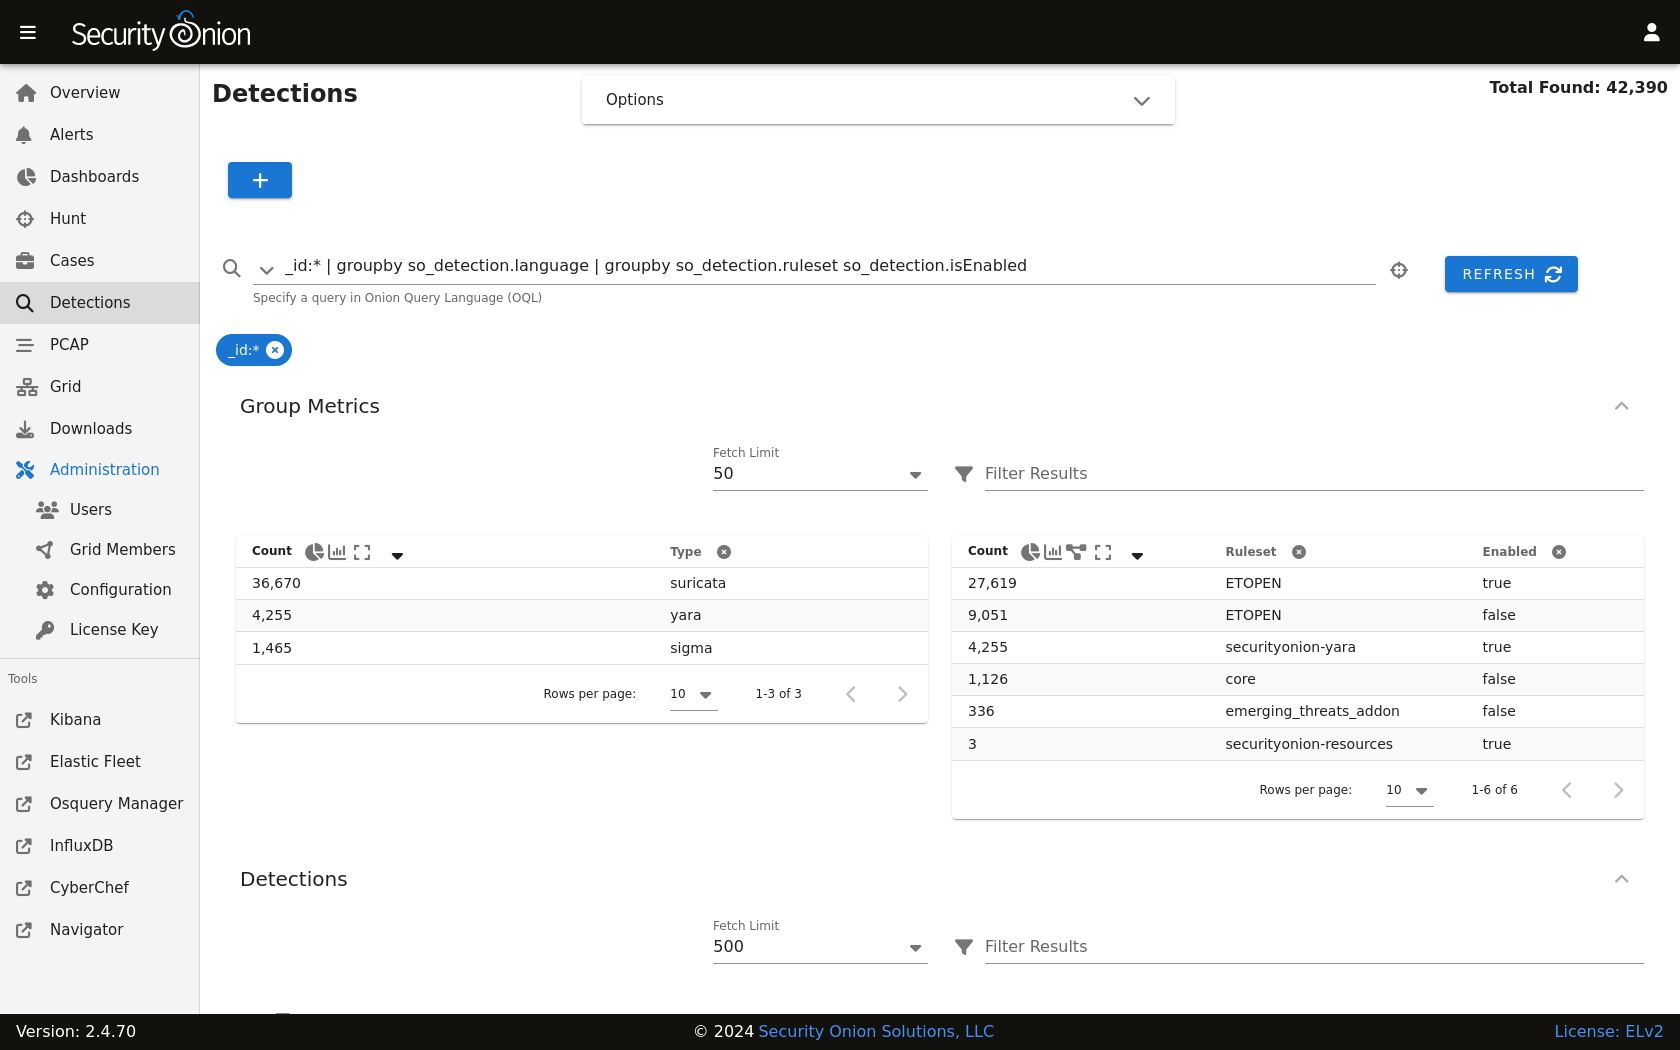 Security Onion
Overview
Alerts
Dashboards
Hunt
Cases
Detections
PCAP
Grid
Downloads
Administration
Users
Grid Members
Configuration
License Key
Tools
Kibana
Elastic Fleet
Osquery Manager
InfluxDB
CyberChef
Navigator
Detections
Options
Total Found: 42,390
+
_id:* | groupby so_detection.language | groupby so_detection.ruleset so_detection.isEnabled
REFRESH
Specify a query in Onion Query Language (OQL)
_id:*
Group Metrics
Fetch Limit
50
Filter Results
Count Type
36,670 suricata
4,255 yara
1,465 sigma
Rows per page: 10 1-3 of 3
Count Ruleset Enabled
27,619 ETOPEN true
9,051 ETOPEN false
4,255 securityonion-yara true
1,126 core false
336 emerging_threats_addon false
3 securityonion-resources true
Rows per page: 10 1-6 of 6
Detections
Fetch Limit
500
Filter Results
Version: 2.4.70
© 2024 Security Onion Solutions, LLC
License: ELv2